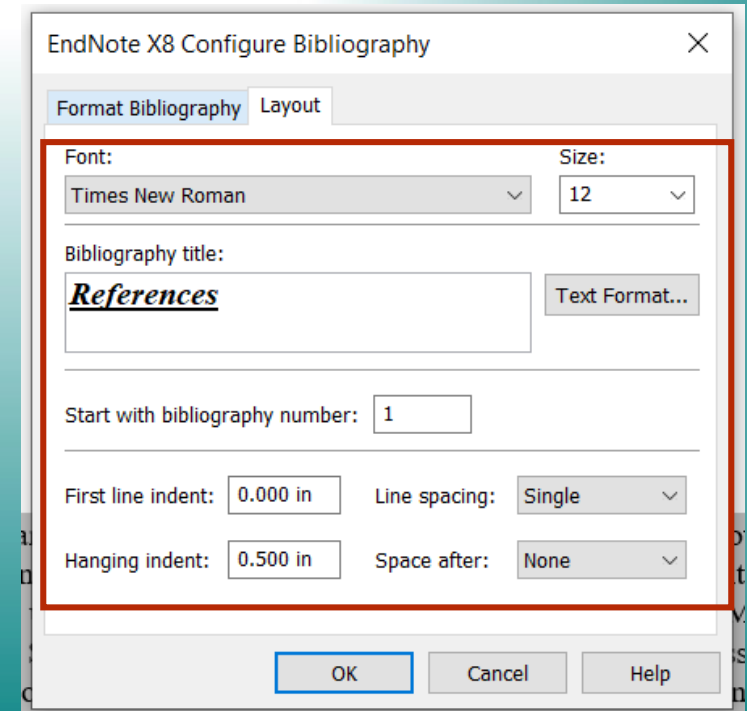 EndNote X8 Configure Bibliography
Format Bibliography Layout
Font: Size:
Times New Roman 12
Bibliography title:
References
Text Format...
Start with bibliography number: 1
First line indent: 0.000 in Line spacing: Single
Hanging indent: 0.500 in Space after: None
OK Cancel Help